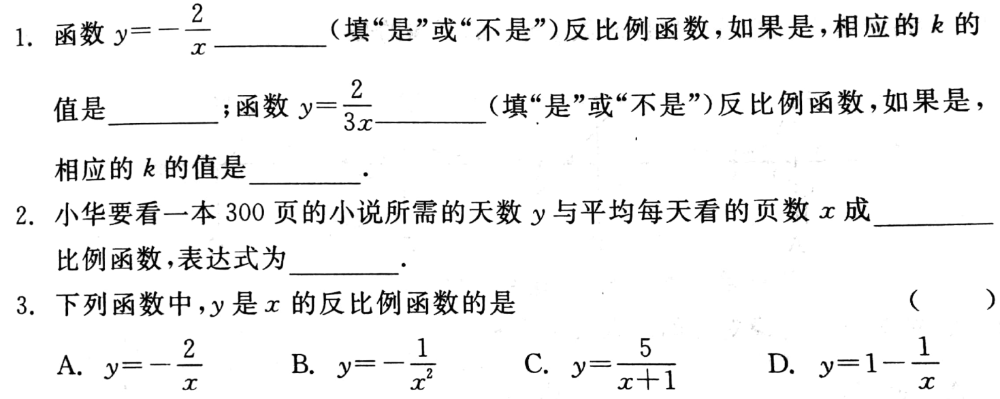 1. 函数 y=-\frac{2}{x}________(填“是”或“不是”)反比例函数,如果是,相应的 k 的
值是________;函数 y=\frac{2}{3x}________(填“是”或“不是”)反比例函数,如果是,
相应的 k 的值是________.
2. 小华要看一本 300 页的小说所需的天数 y 与平均每天看的页数 x 成________
比例函数,表达式为________.
3. 下列函数中,y 是 x 的反比例函数的是 ( )
A. y=-\frac{2}{x} B. y=-\frac{1}{x^2} C. y=\frac{5}{x+1} D. y=1-\frac{1}{x}